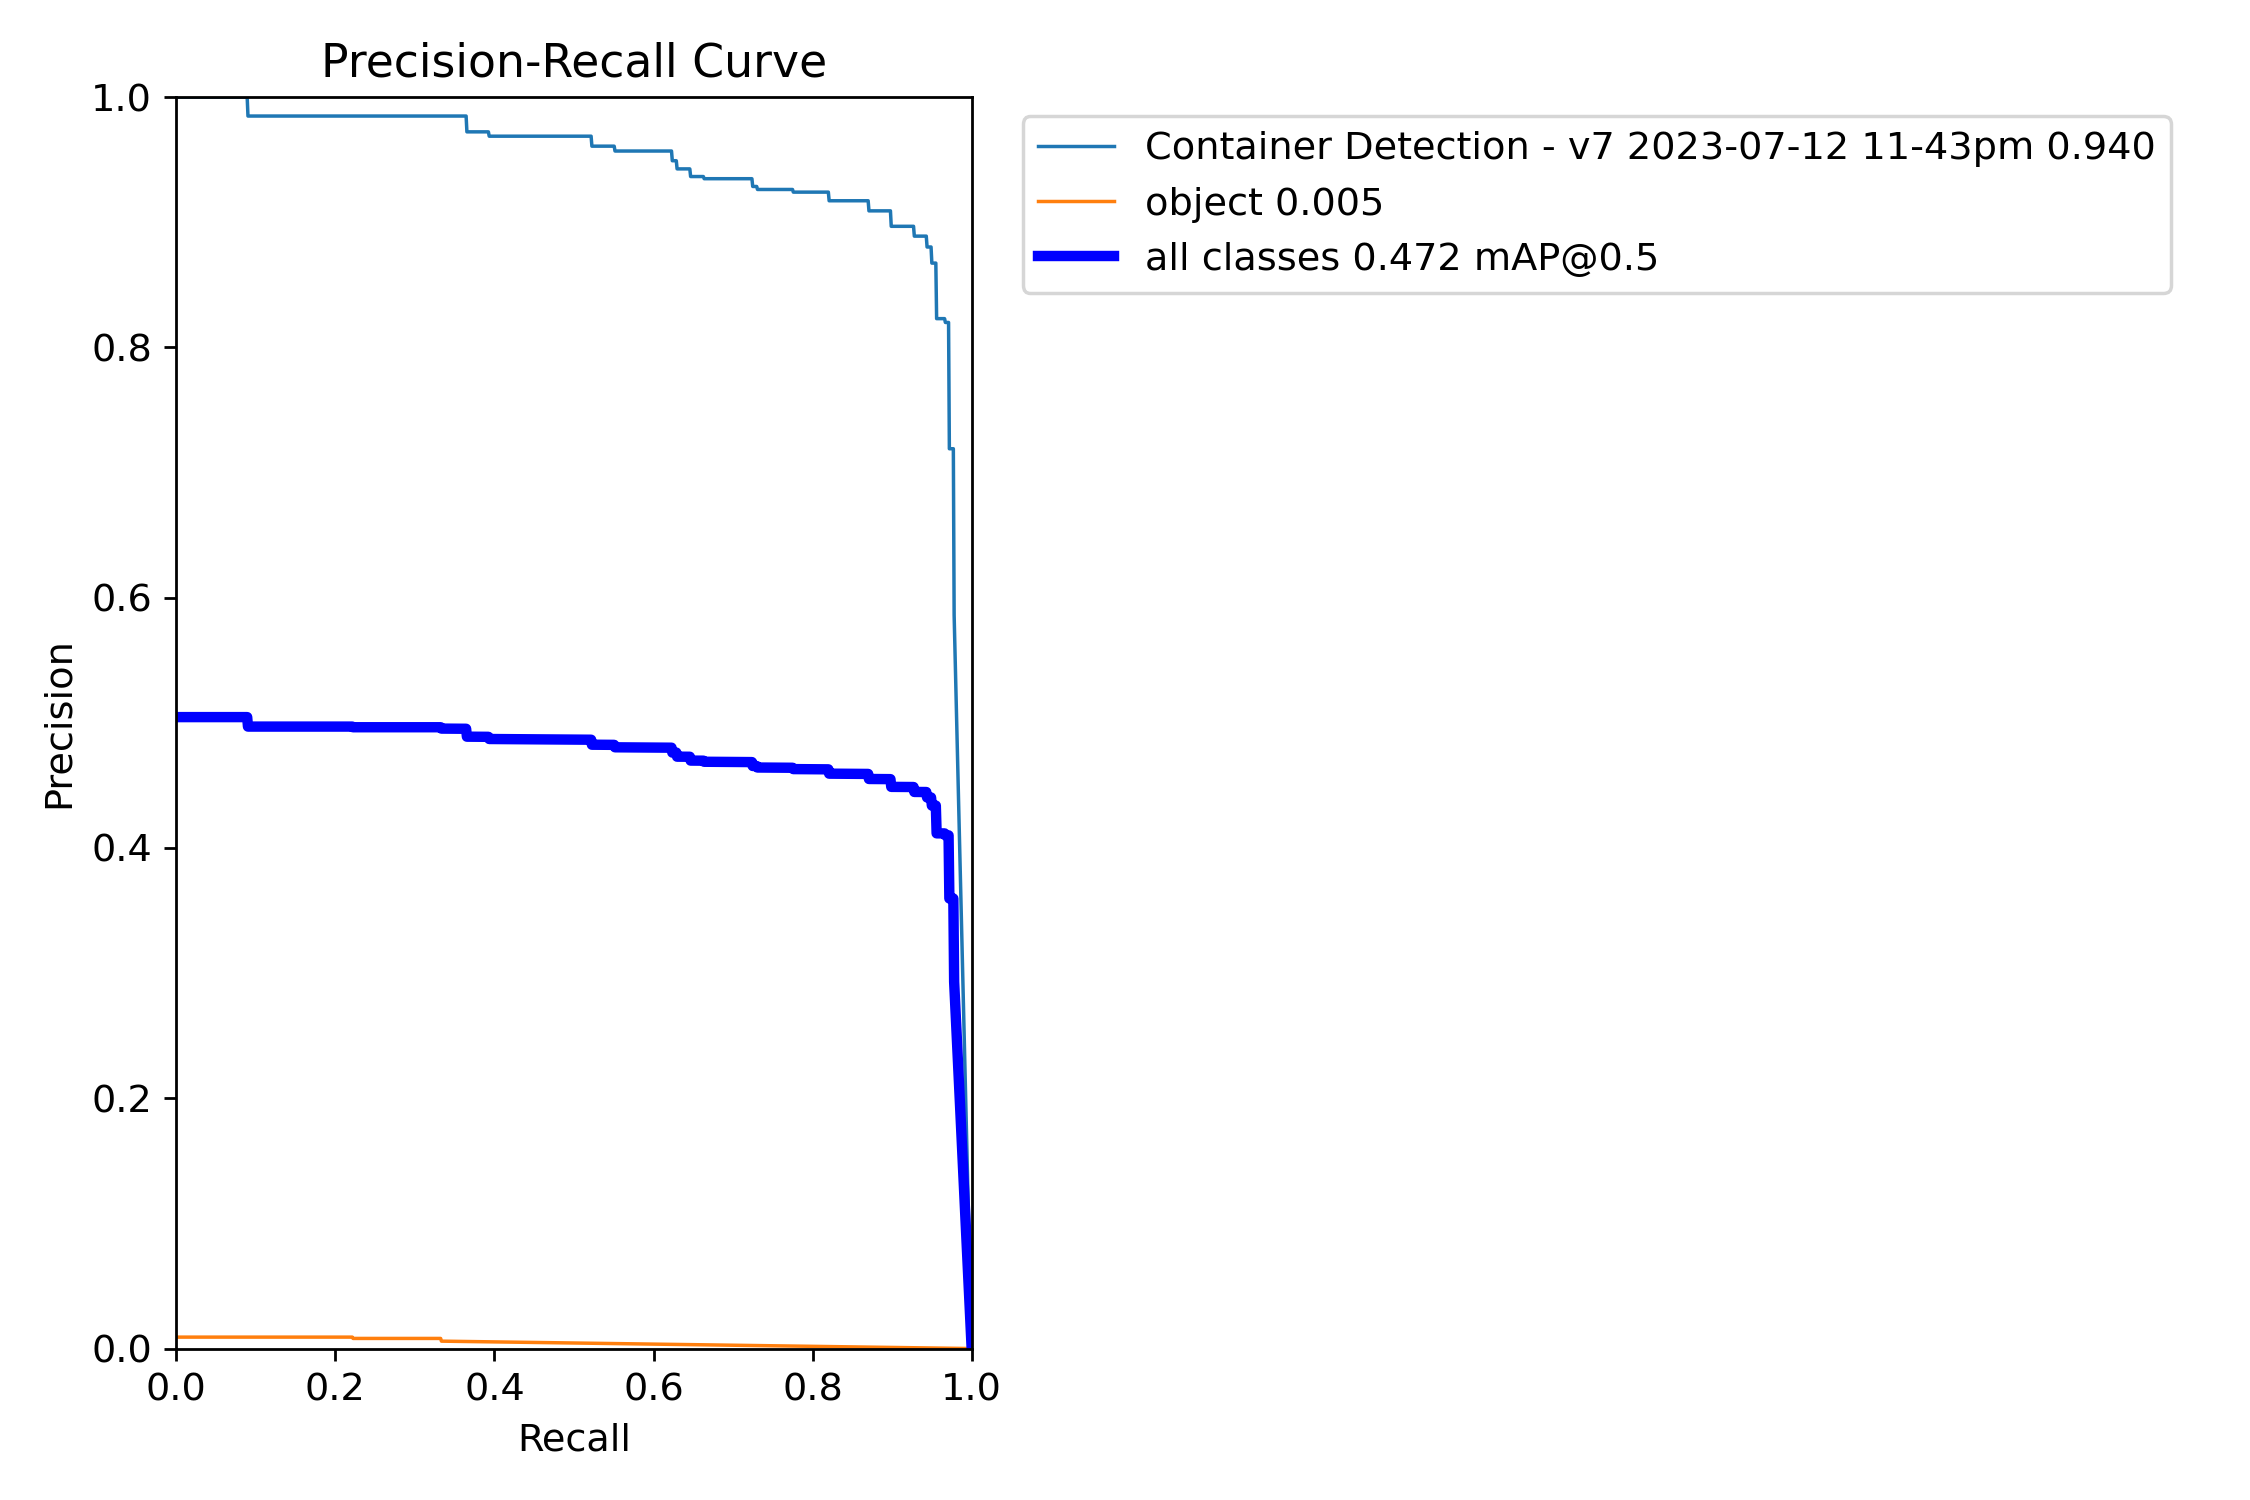 Precision-Recall Curve
1.0
0.8
0.6
0.4
0.2
0.0
Precision
0.0 0.2 0.4 0.6 0.8 1.0
Recall
Container Detection - v7 2023-07-12 11-43pm 0.940
object 0.005
all classes 0.472 mAP@0.5